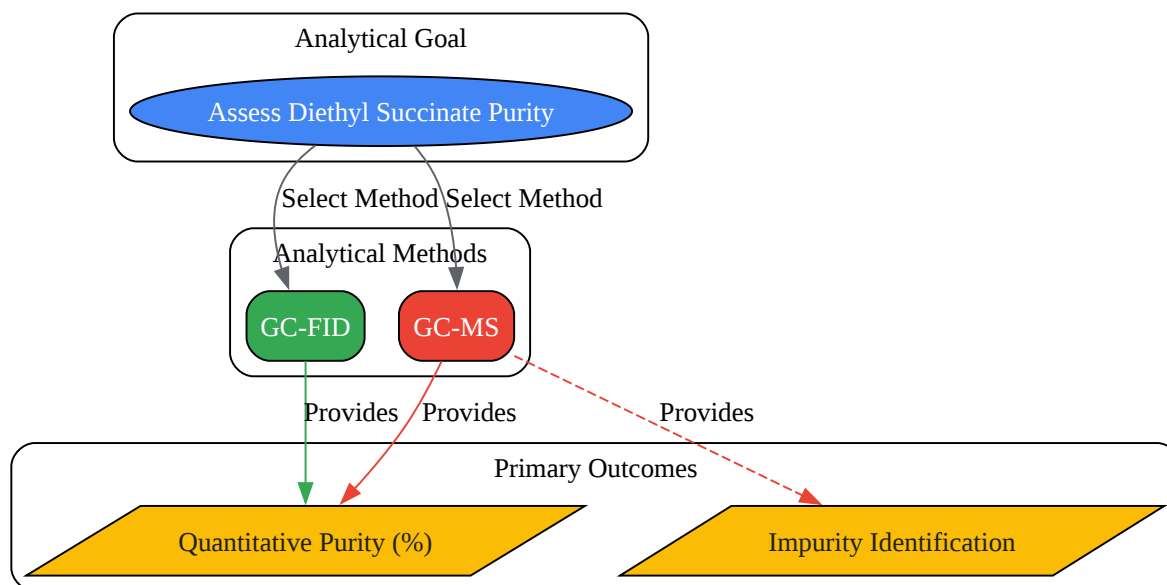 Analytical Goal
Assess Diethyl Succinate Purity
Select Method Select Method
Analytical Methods
GC-FID GC-MS
Provides Provides Provides
Primary Outcomes
Quantitative Purity (%) Impurity Identification